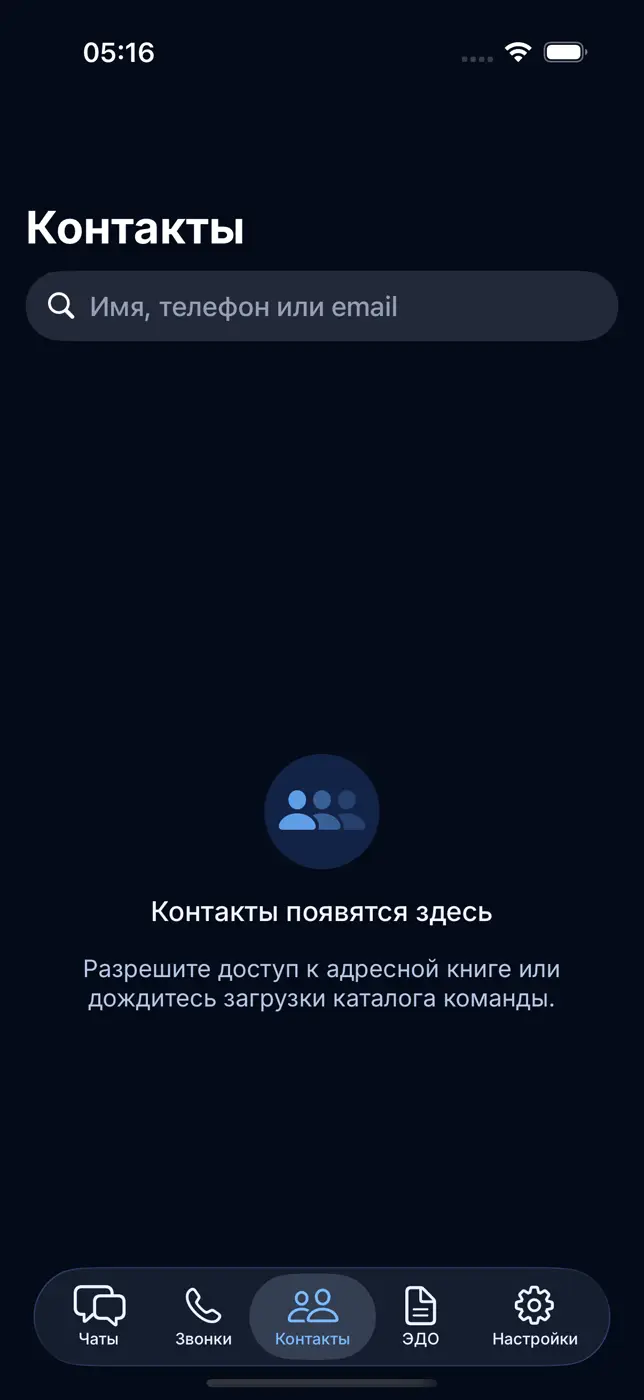 05:16
Контакты
Имя, телефон или email
Контакты появятся здесь
Разрешите доступ к адресной книге или
дождитесь загрузки каталога команды.
Чаты
Звонки
Контакты
ЭДО
Настройки